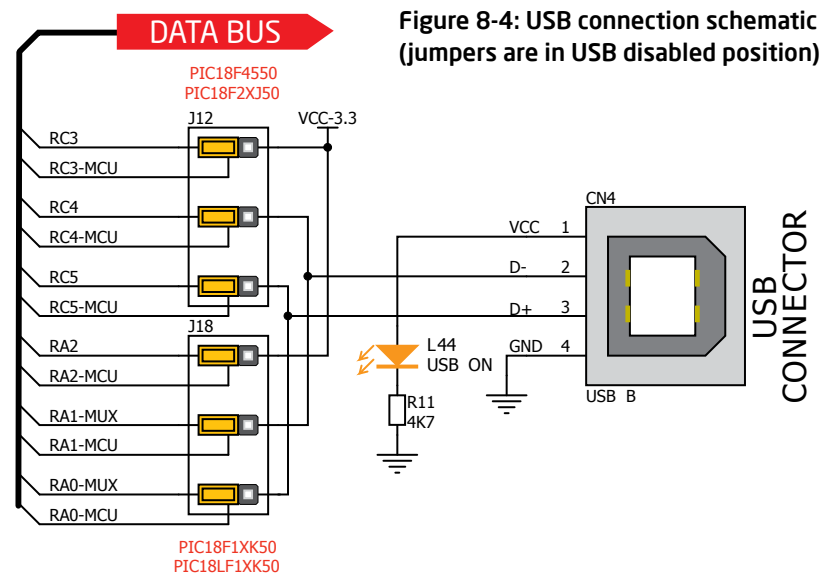 DATA BUS
Figure 8-4: USB connection schematic
(jumpers are in USB disabled position)
PIC18F4550
PIC18F2XJ50
J12
VCC-3.3
RC3
RC3-MCU
RC4
RC4-MCU
RC5
RC5-MCU
J18
RA2
RA2-MCU
RA1-MUX
RA1-MCU
RA0-MUX
RA0-MCU
PIC18F1XK50
PIC18LF1XK50
CN4
VCC 1
D- 2
D+ 3
GND 4
USB B
USB
CONNECTOR
L44
USB ON
R11
4K7